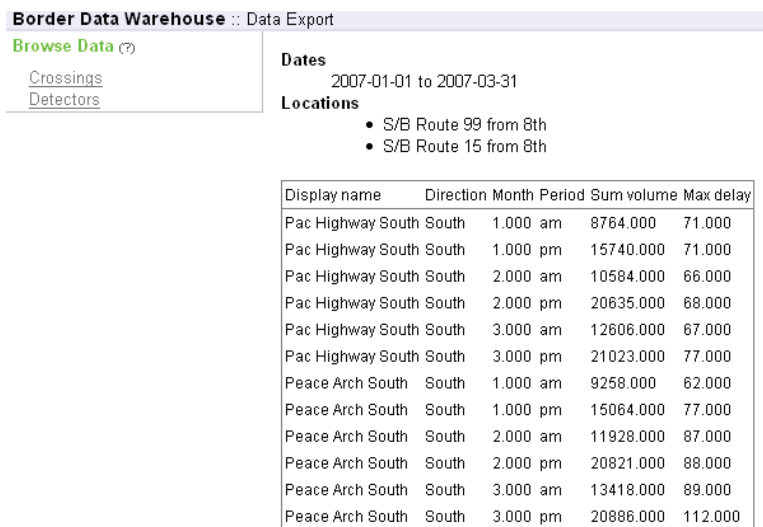 Border Data Warehouse :: Data Export
Browse Data (?)
Crossings
Detectors
Dates
2007-01-01 to 2007-03-31
Locations
• S/B Route 99 from 8th
• S/B Route 15 from 8th
Display name Direction Month Period Sum volume Max delay
Pac Highway South South 1.000 am 8764.000 71.000
Pac Highway South South 1.000 pm 15740.000 71.000
Pac Highway South South 2.000 am 10584.000 66.000
Pac Highway South South 2.000 pm 20635.000 68.000
Pac Highway South South 3.000 am 12606.000 67.000
Pac Highway South South 3.000 pm 21023.000 77.000
Peace Arch South South 1.000 am 9258.000 62.000
Peace Arch South South 1.000 pm 15064.000 77.000
Peace Arch South South 2.000 am 11928.000 87.000
Peace Arch South South 2.000 pm 20821.000 88.000
Peace Arch South South 3.000 am 13418.000 89.000
Peace Arch South South 3.000 pm 20886.000 112.000